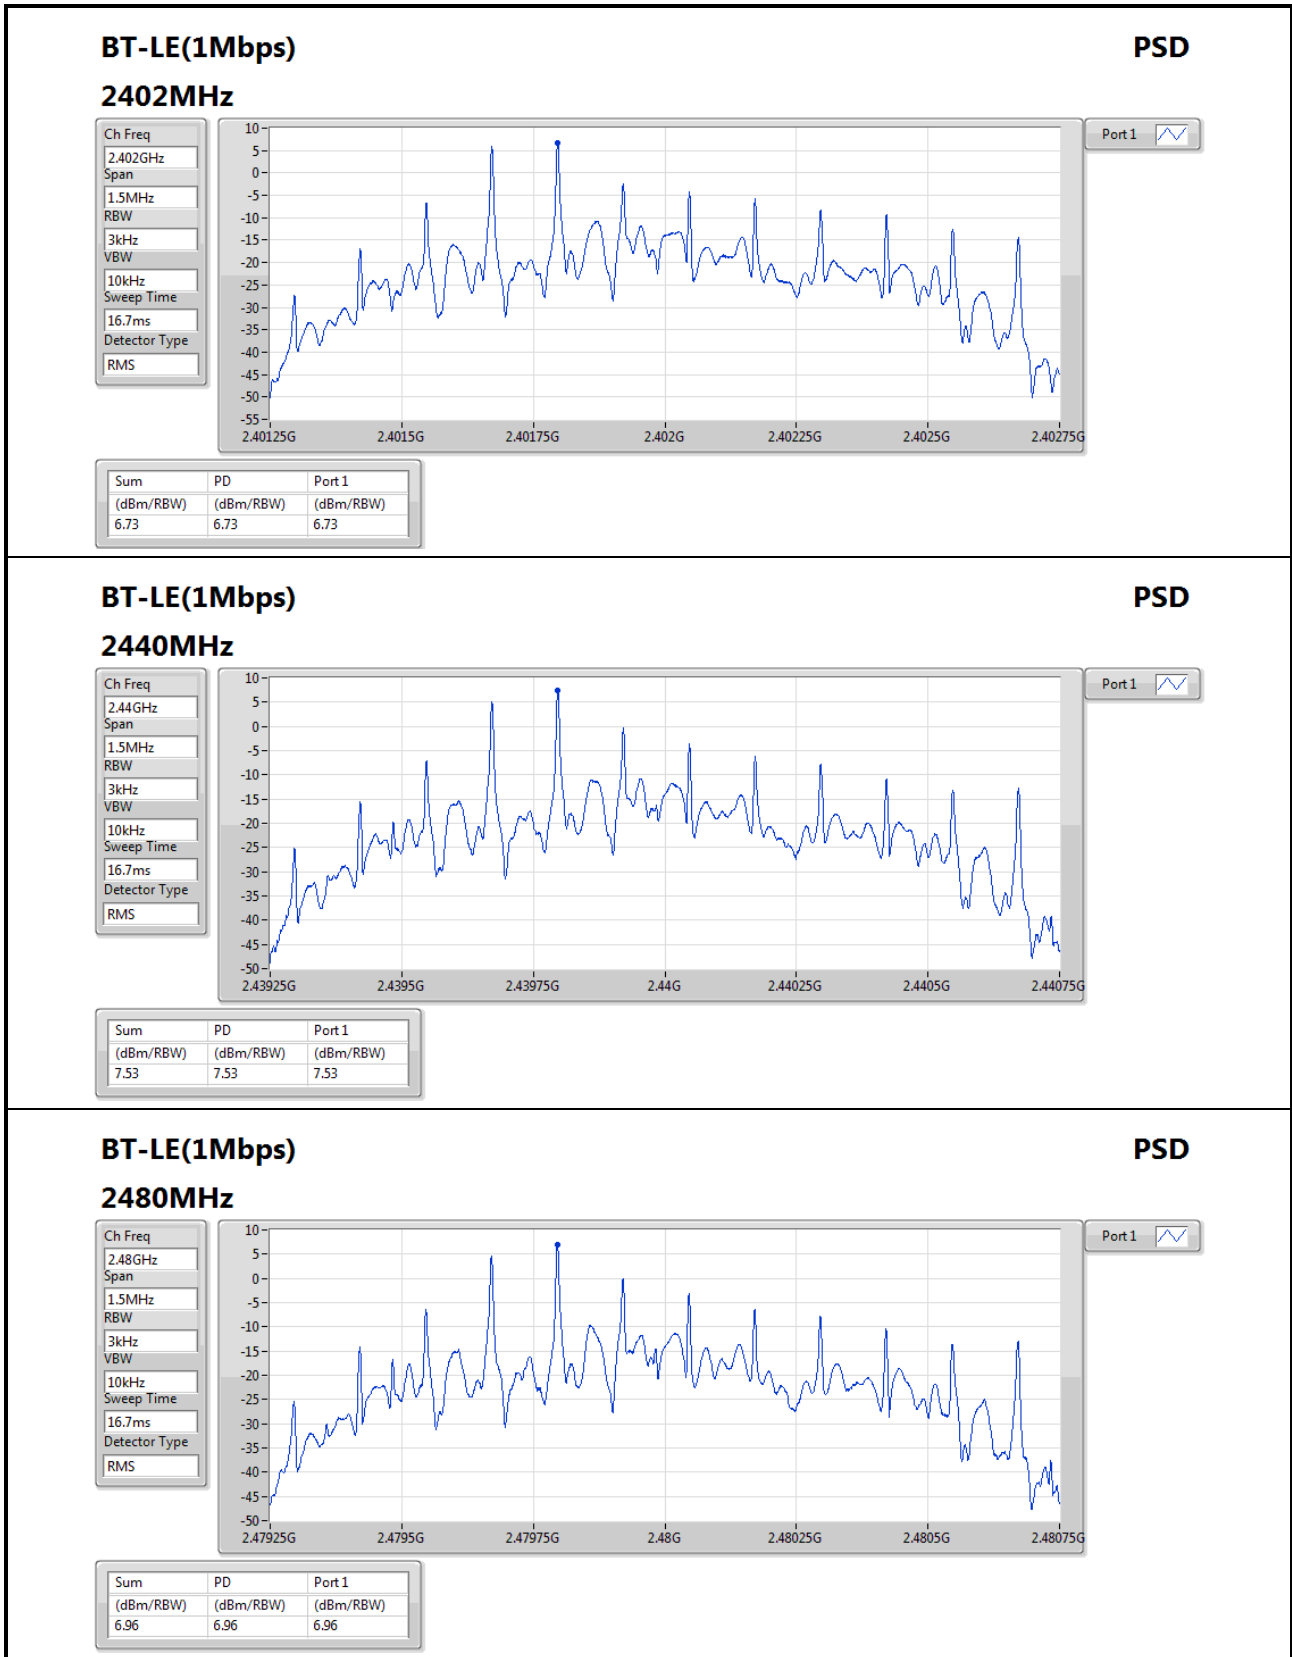 BT-LE(1Mbps) PSD
2402MHz
Ch Freq
2.402GHz
Span
1.5MHz
RBW
3kHz
VBW
10kHz
Sweep Time
16.7ms
Detector Type
RMS
10
5
0
-5
-10
-15
-20
-25
-30
-35
-40
-45
-50
-55
2.40125G 2.4015G 2.40175G 2.402G 2.40225G 2.4025G 2.40275G
Port 1
Sum PD Port 1
(dBm/RBW) (dBm/RBW) (dBm/RBW)
6.73 6.73 6.73
BT-LE(1Mbps) PSD
2440MHz
Ch Freq
2.44GHz
Span
1.5MHz
RBW
3kHz
VBW
10kHz
Sweep Time
16.7ms
Detector Type
RMS
10
5
0
-5
-10
-15
-20
-25
-30
-35
-40
-45
-50
2.43925G 2.4395G 2.43975G 2.44G 2.44025G 2.4405G 2.44075G
Port 1
Sum PD Port 1
(dBm/RBW) (dBm/RBW) (dBm/RBW)
7.53 7.53 7.53
BT-LE(1Mbps) PSD
2480MHz
Ch Freq
2.48GHz
Span
1.5MHz
RBW
3kHz
VBW
10kHz
Sweep Time
16.7ms
Detector Type
RMS
10
5
0
-5
-10
-15
-20
-25
-30
-35
-40
-45
-50
2.47925G 2.4795G 2.47975G 2.48G 2.48025G 2.4805G 2.48075G
Port 1
Sum PD Port 1
(dBm/RBW) (dBm/RBW) (dBm/RBW)
6.96 6.96 6.96